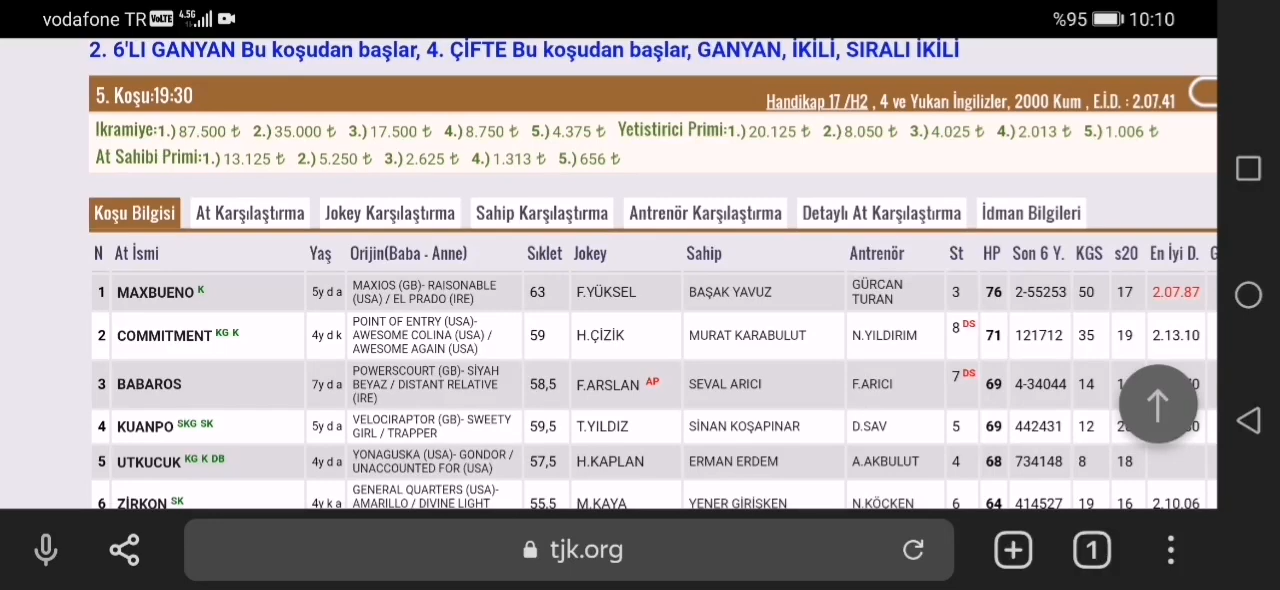 vodafone TR VoLTE 4.5G %95 10:10
2. 6'LI GANYAN Bu koşudan başlar, 4. ÇİFTE Bu koşudan başlar, GANYAN, İKİLİ, SIRALI İKİLİ
5. Koşu:19:30
Handikap 17 /H2 , 4 ve Yukarı İngilizler, 2000 Kum , E.İ.D. : 2.07.41
Ikramiye:1.) 87.500 ₺ 2.) 35.000 ₺ 3.) 17.500 ₺ 4.) 8.750 ₺ 5.) 4.375 ₺ Yetistirici Primi:1.) 20.125 ₺ 2.) 8.050 ₺ 3.) 4.025 ₺ 4.) 2.013 ₺ 5.) 1.006 ₺
At Sahibi Primi:1.) 13.125 ₺ 2.) 5.250 ₺ 3.) 2.625 ₺ 4.) 1.313 ₺ 5.) 656 ₺
Koşu Bilgisi At Karşılaştırma Jokey Karşılaştırma Sahip Karşılaştırma Antrenör Karşılaştırma Detaylı At Karşılaştırma İdman Bilgileri
N At İsmi Yaş Orijin(Baba - Anne) Sıklet Jokey Sahip Antrenör St HP Son 6 Y. KGS s20 En İyi D. G
1 MAXBUENO K 5y d a MAXIOS (GB)- RAISONABLE (USA) / EL PRADO (IRE) 63 F.YÜKSEL BAŞAK YAVUZ GÜRCAN TURAN 3 76 2-55253 50 17 2.07.87
2 COMMITMENT KG K 4y d k POINT OF ENTRY (USA)- AWESOME COLINA (USA) / AWESOME AGAIN (USA) 59 H.ÇİZİK MURAT KARABULUT N.YILDIRIM 8 DS 71 121712 35 19 2.13.10
3 BABAROS 7y d a POWERSCOURT (GB)- SİYAH BEYAZ / DISTANT RELATIVE (IRE) 58,5 F.ARSLAN AP SEVAL ARICI F.ARICI 7 DS 69 4-34044 14
4 KUANPO SKG SK 5y d a VELOCIRAPTOR (GB)- SWEETY GIRL / TRAPPER 59,5 T.YILDIZ SİNAN KOŞAPINAR D.SAV 5 69 442431 12
5 UTKUCUK KG K DB 4y d a YONAGUSKA (USA)- GONDOR / UNACCOUNTED FOR (USA) 57,5 H.KAPLAN ERMAN ERDEM A.AKBULUT 4 68 734148 8 18
6 ZİRKON SK 4y k a GENERAL QUARTERS (USA)- AMARILLO / DIVINE LIGHT 55,5 M.KAYA YENER GİRİŞKEN N.KÖÇKEN 6 64 414527 19 16 2.10.06
tjk.org 1